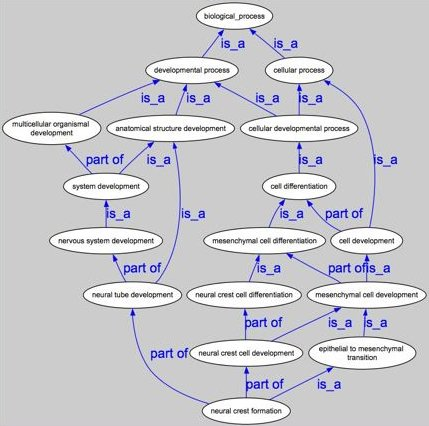 biological_process
is_a
is_a
developmental process
cellular process
is_a
is_a
is_a
is_a
multicellular organismal
development
anatomical structure development
cellular developmental process
part of
is_a
is_a
is_a
system development
cell differentiation
is_a
is_a
is_a
part of
nervous system development
mesenchymal cell differentiation
cell development
part of
is_a
part of
is_a
neural tube development
neural crest cell differentiation
mesenchymal cell development
part of
is_a
is_a
part of
neural crest cell development
epithelial to mesenchymal
transition
part of
is_a
neural crest formation